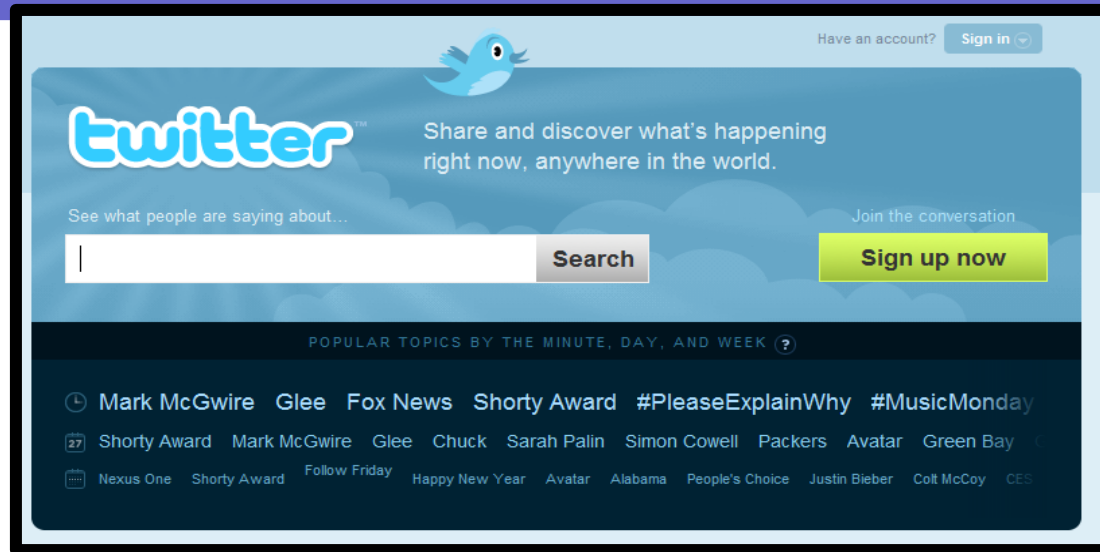 Have an account? Sign in
twitter™
Share and discover what's happening
right now, anywhere in the world.
See what people are saying about...
Search
Join the conversation
Sign up now
POPULAR TOPICS BY THE MINUTE, DAY, AND WEEK ?
Mark McGwire Glee Fox News Shorty Award #PleaseExplainWhy #MusicMonday
27 Shorty Award Mark McGwire Glee Chuck Sarah Palin Simon Cowell Packers Avatar Green Bay
Nexus One Shorty Award Follow Friday Happy New Year Avatar Alabama People's Choice Justin Bieber Colt McCoy CES